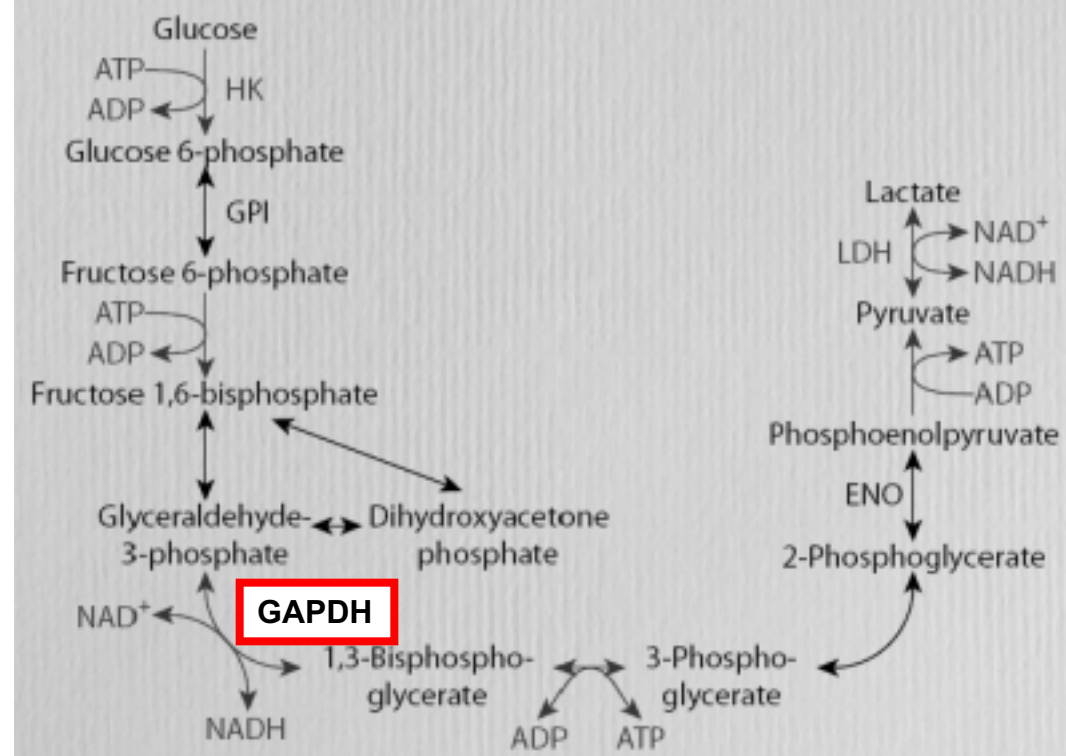 Glucose
ATP
HK
ADP
Glucose 6-phosphate
GPI
Fructose 6-phosphate
ATP
ADP
Fructose 1,6-bisphosphate
Glyceraldehyde-
3-phosphate
Dihydroxyacetone
phosphate
NAD+
GAPDH
NADH
1,3-Bisphospho-
glycerate
ADP
ATP
3-Phospho-
glycerate
2-Phosphoglycerate
ENO
Phosphoenolpyruvate
ATP
ADP
Pyruvate
LDH
NAD+
NADH
Lactate